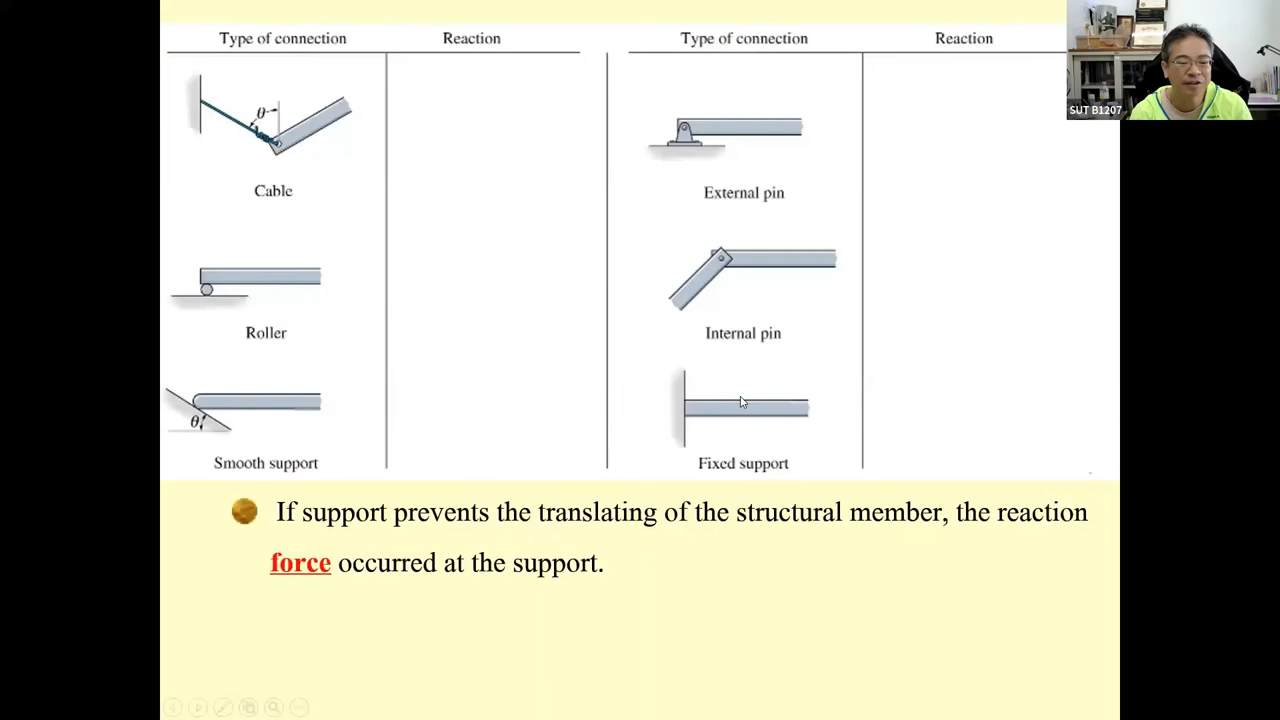 Type of connection
Reaction
θ
Cable
Roller
θ
Smooth support
Type of connection
Reaction
External pin
Internal pin
Fixed support
SUT B1207
If support prevents the translating of the structural member, the reaction
force occurred at the support.